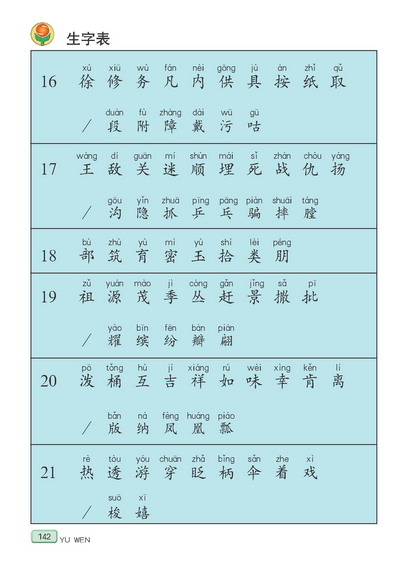 生字表
xú xiū wù fán nèi gōng jù àn zhǐ qǔ
16 徐 修 务 凡 内 供 具 按 纸 取
duàn fù zhàng dài wū gū
/ 段 附 障 戴 污 咕
wàng dí guān mí shùn mái sǐ zhàn chóu yáng
17 王 敌 关 迷 顺 埋 死 战 仇 扬
gōu yǐn zhuā pīng pāng piàn shuāi táng
/ 沟 隐 抓 乒 乓 骗 摔 膛
bù zhù yù mì yù shí lèi péng
18 部 筑 育 密 玉 拾 类 朋
zǔ yuán mào jì cóng gǎn jǐng sǎ pī
19 祖 源 茂 季 丛 赶 景 撒 批
yào bīn fēn bàn piān
/ 耀 缤 纷 瓣 翩
pō tǒng hù jí xiáng rú wèi xìng kěn lí
20 泼 桶 互 吉 祥 如 味 幸 肯 离
bǎn nà fèng huáng piáo
/ 版 纳 凤 凰 瓢
rè tòu yóu chuān zhǎ bǐng sǎn zhe xì
21 热 透 游 穿 眨 柄 伞 着 戏
suō xī
/ 梭 嬉
142 YU WEN